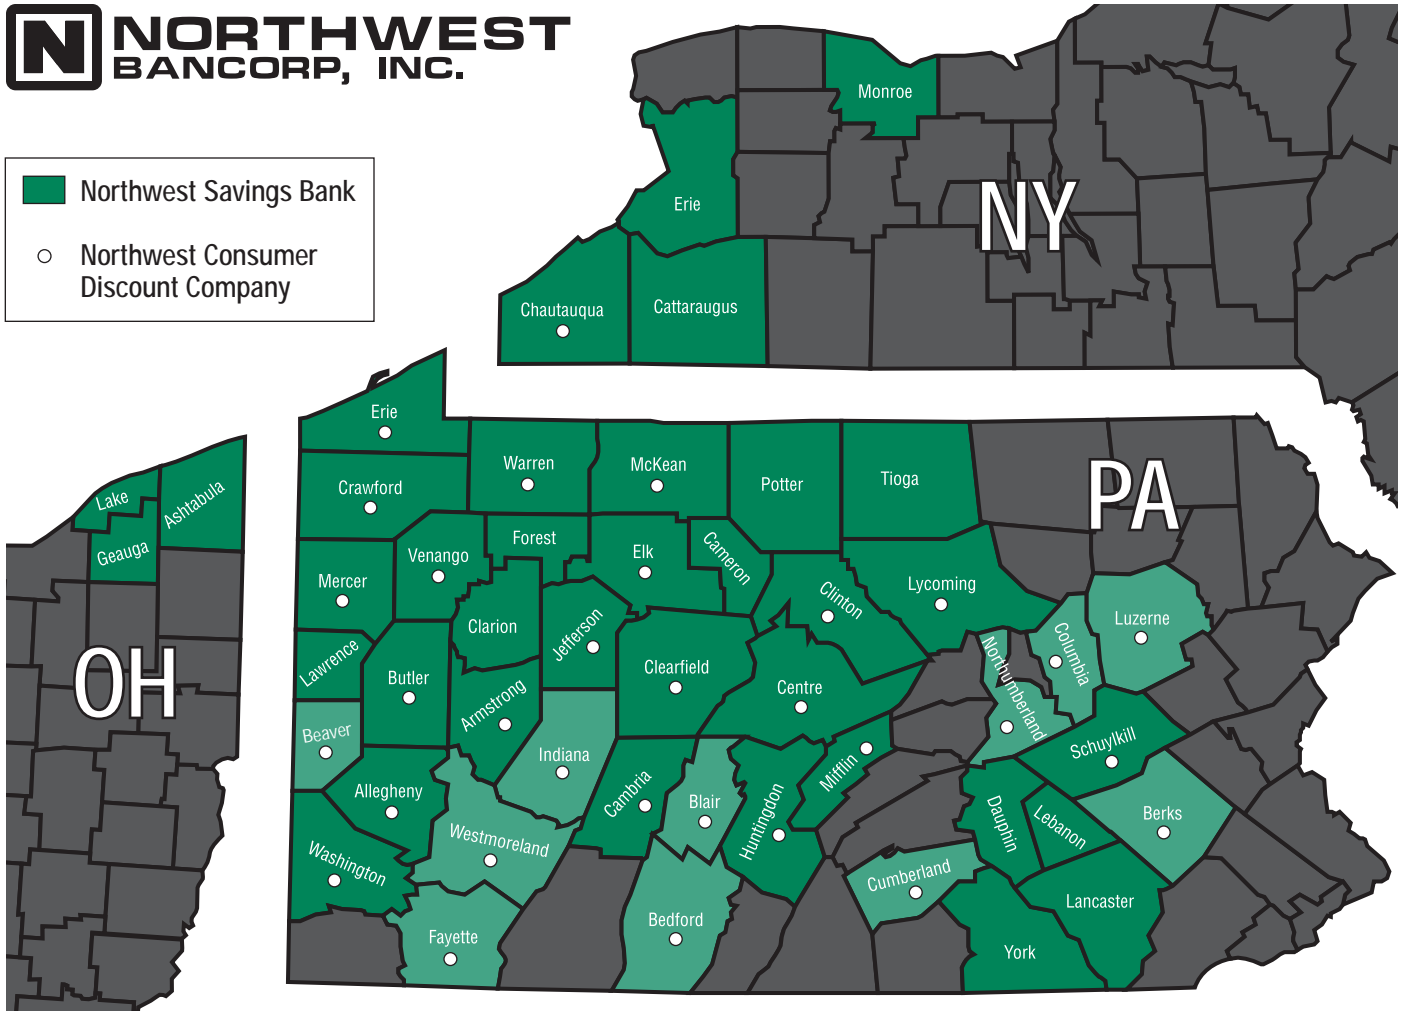 N NORTHWEST
BANCORP, INC.
Northwest Savings Bank
Northwest Consumer
Discount Company
Monroe
Erie
NY
Chautauqua
Cattaraugus
Erie
Warren
McKean
Potter
Tioga
PA
Crawford
Lake
Ashtabula
Geauga
OH
Forest
Venango
Elk
Cameron
Mercer
Clarion
Jefferson
Clinton
Lycoming
Luzerne
Columbia
Northumberland
Lawrence
Butler
Armstrong
Clearfield
Centre
Beaver
Indiana
Mifflin
Schuylkill
Allegheny
Cambria
Blair
Huntingdon
Dauphin
Lebanon
Berks
Westmoreland
Washington
Cumberland
Lancaster
Fayette
Bedford
York